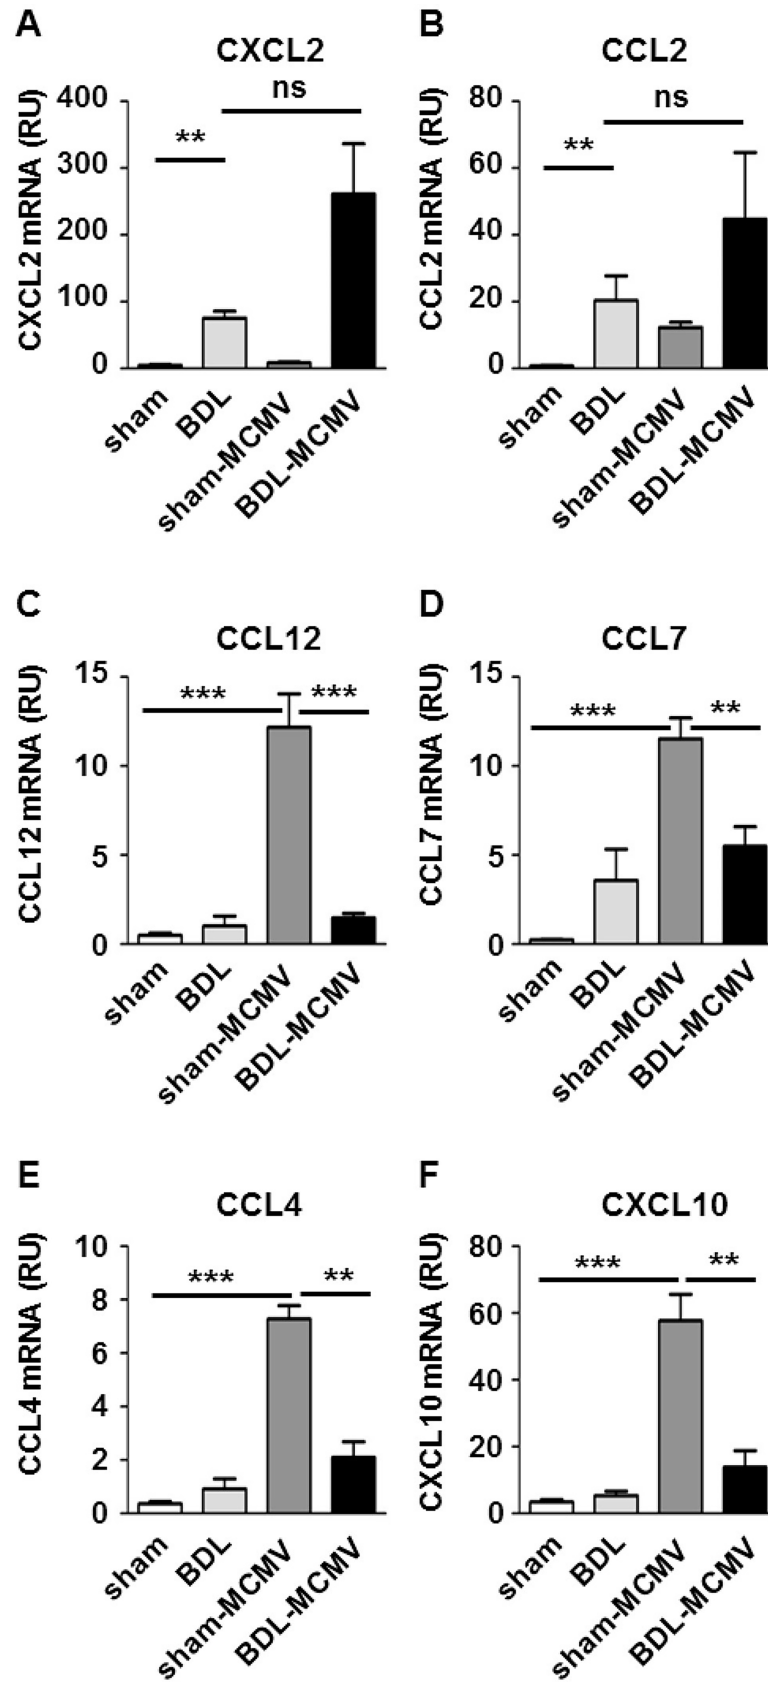 A
CXCL2
CXCL2 mRNA (RU)
400
300
200
100
0
**
ns
sham
BDL
sham-MCMV
BDL-MCMV
B
CCL2
CCL2 mRNA (RU)
80
60
40
20
0
**
ns
sham
BDL
sham-MCMV
BDL-MCMV
C
CCL12
CCL12 mRNA (RU)
15
10
5
0
***
***
sham
BDL
sham-MCMV
BDL-MCMV
D
CCL7
CCL7 mRNA (RU)
15
10
5
0
***
**
sham
BDL
sham-MCMV
BDL-MCMV
E
CCL4
CCL4 mRNA (RU)
10
8
6
4
2
0
***
**
sham
BDL
sham-MCMV
BDL-MCMV
F
CXCL10
CXCL10 mRNA (RU)
80
60
40
20
0
***
**
sham
BDL
sham-MCMV
BDL-MCMV